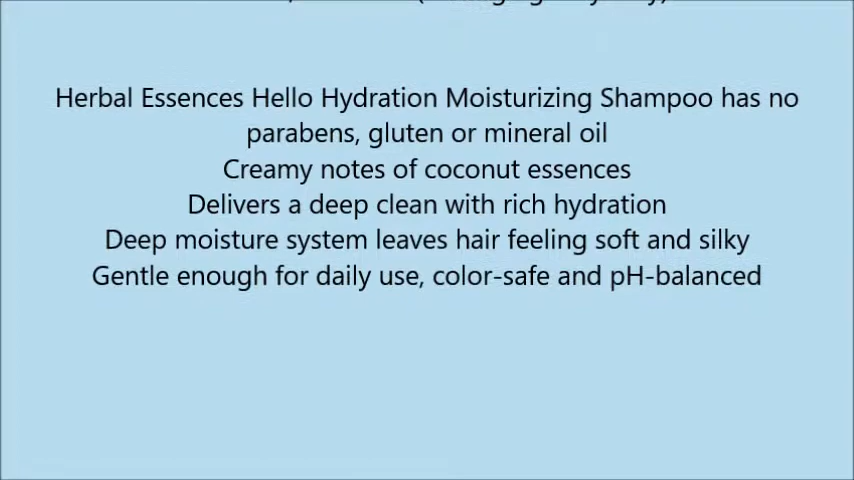 Herbal Essences Hello Hydration Moisturizing Shampoo has no
parabens, gluten or mineral oil
Creamy notes of coconut essences
Delivers a deep clean with rich hydration
Deep moisture system leaves hair feeling soft and silky
Gentle enough for daily use, color-safe and pH-balanced